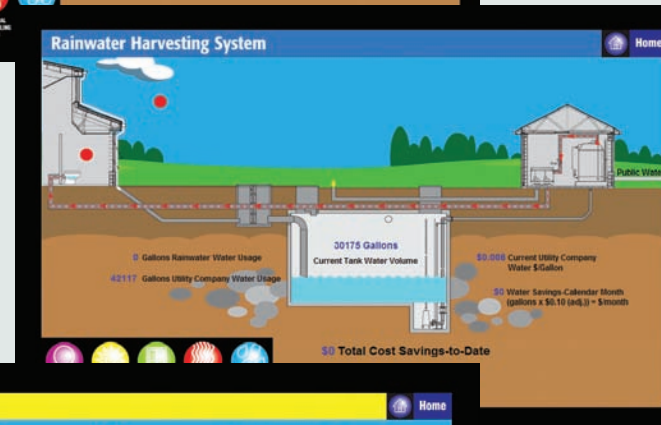 Rainwater Harvesting System
Home
Public Wate
30175 Gallons
Current Tank Water Volume
0 Gallons Rainwater Water Usage
42117 Gallons Utility Company Water Usage
$0.006 Current Utility Company
Water $/Gallon
$0 Water Savings-Calendar Month
(gallons x $0.10 (adj.)) = $/month
$0 Total Cost Savings-to-Date
Home